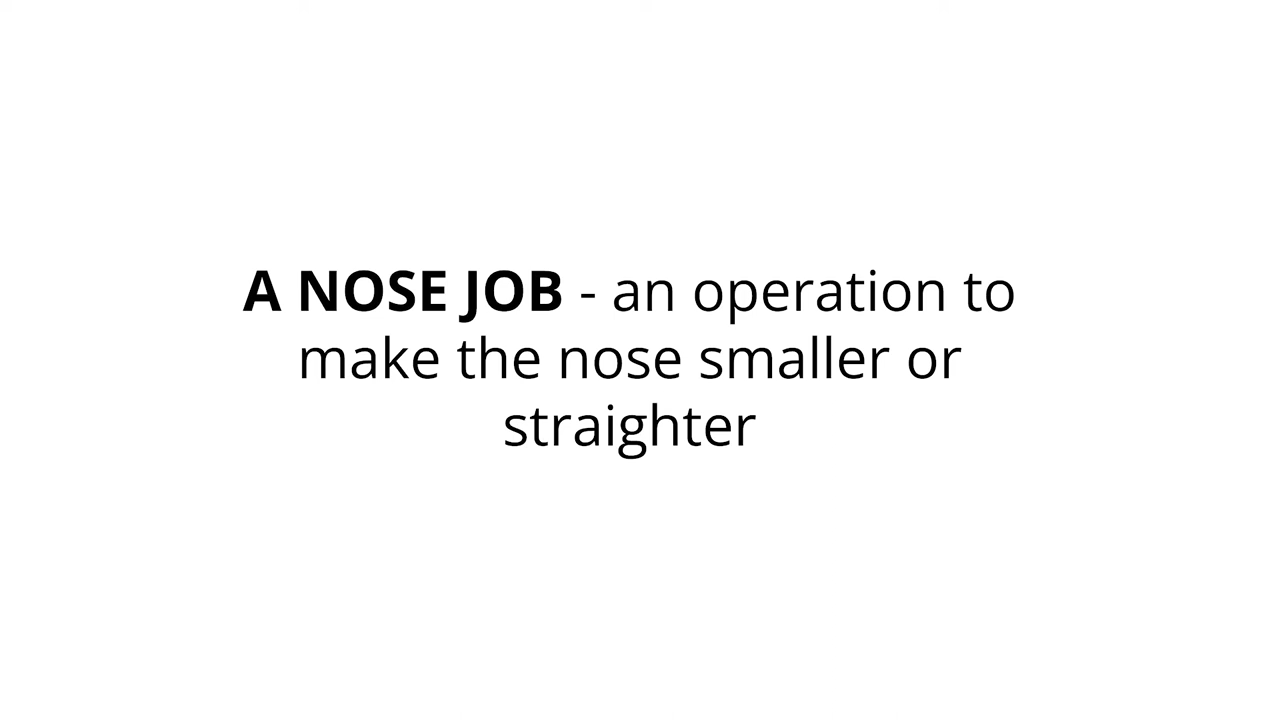 A NOSE JOB - an operation to
make the nose smaller or
straighter